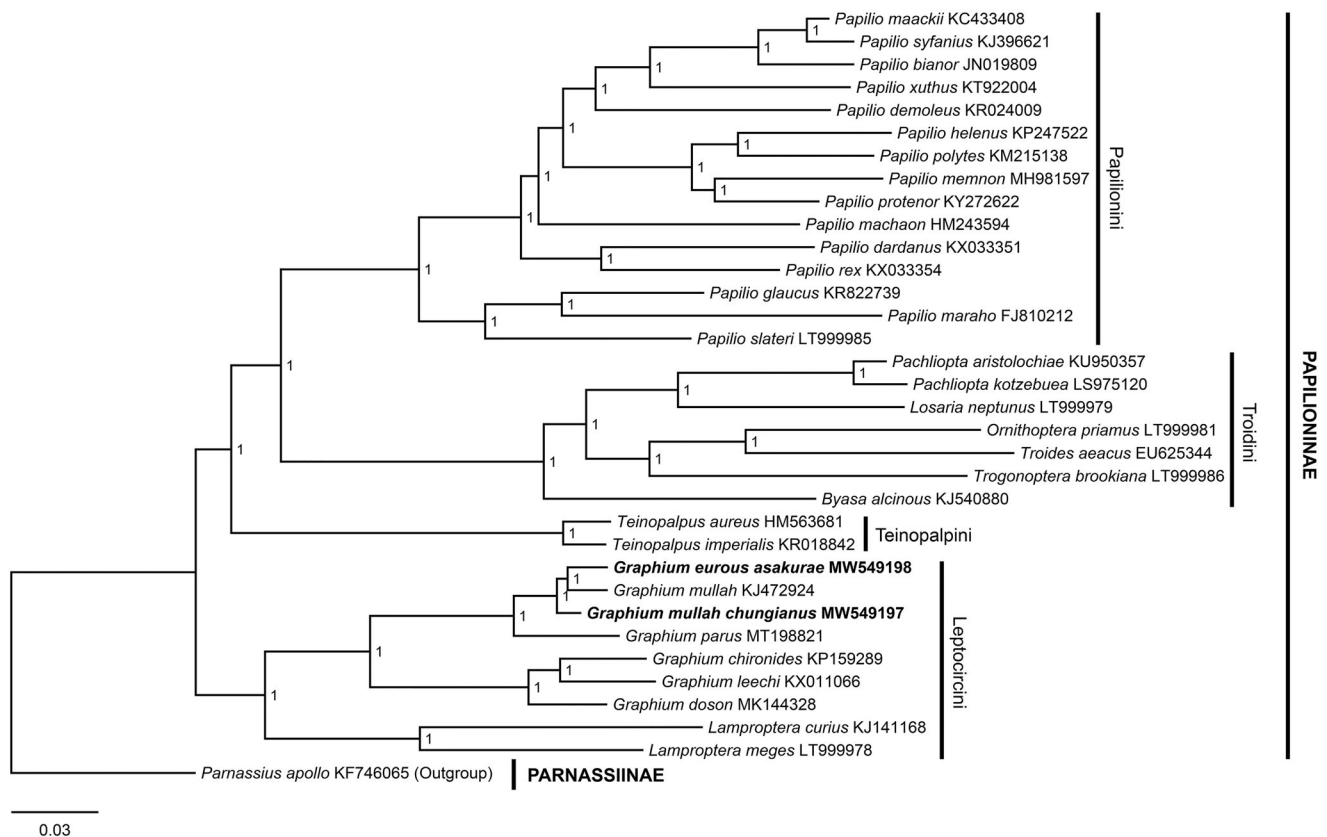 Papilio maackii KC433408
1
Papilio syfanius KJ396621
1
Papilio bianor JN019809
1
Papilio xuthus KT922004
1
Papilio demoleus KR024009
1
Papilio helenus KP247522
1
Papilio polytes KM215138
1
Papilio memnon MH981597
1
Papilio protenor KY272622
1
Papilio machaon HM243594
1
Papilio dardanus KX033351
1
Papilio rex KX033354
1
Papilio glaucus KR822739
1
Papilio maraho FJ810212
1
Papilio slateri LT999985
Papilionini
1
Pachliopta aristolochiae KU950357
1
Pachliopta kotzebuea LS975120
1
Losaria neptunus LT999979
1
Ornithoptera priamus LT999981
1
Troides aeacus EU625344
1
Trogonoptera brookiana LT999986
1
Byasa alcinous KJ540880
Troidini
1
Teinopalpus aureus HM563681
1
Teinopalpus imperialis KR018842
Teinopalpini
Graphium eurous asakurae MW549198
1
Graphium mullah KJ472924
1
Graphium mullah chungianus MW549197
1
Graphium parus MT198821
1
Graphium chironides KP159289
1
Graphium leechi KX011066
1
Graphium doson MK144328
1
Lamproptera curius KJ141168
1
Lamproptera meges LT999978
Leptocircini
PAPILIONINAE
Parnassius apollo KF746065 (Outgroup)
PARNASSIINAE
0.03